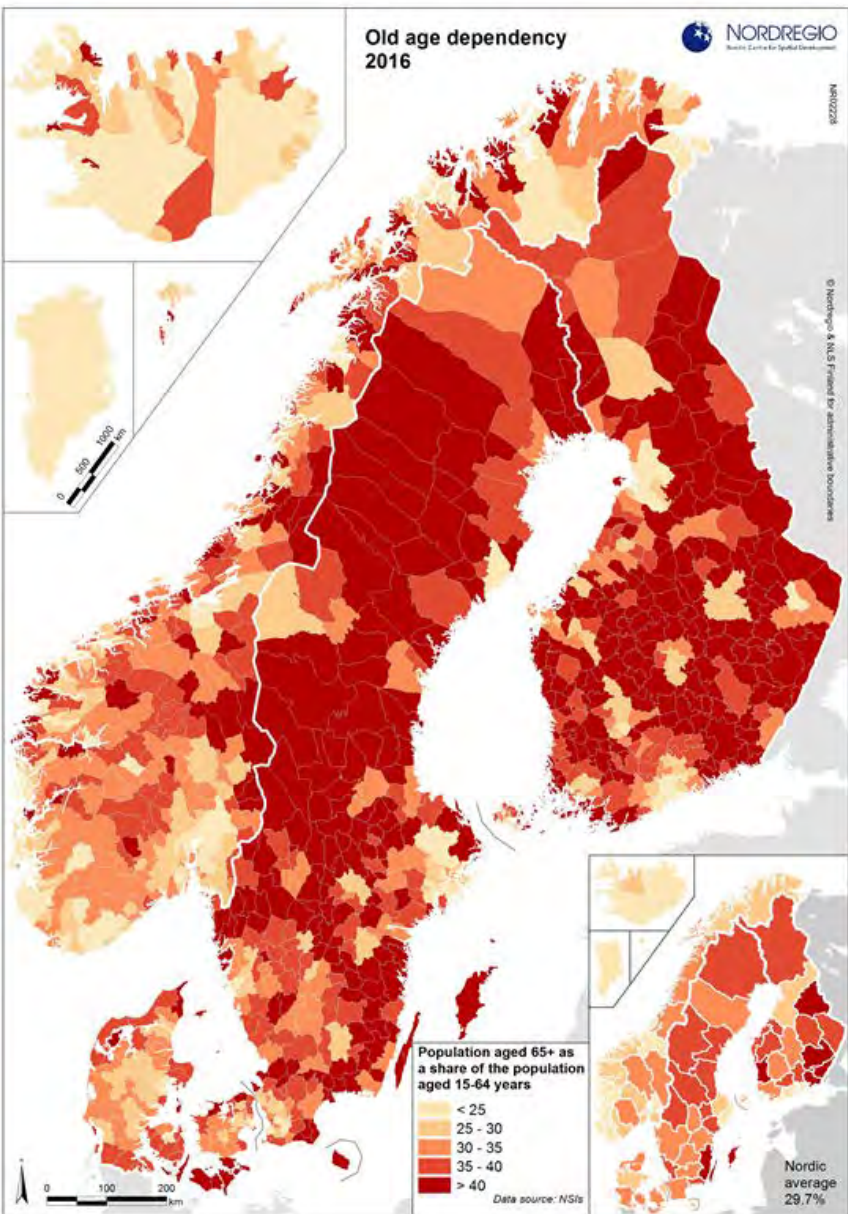 Old age dependency
2016
NORDREGIO
Nordic Centre for Spatial Development
NR02228
© Nordregio & NLS Finland for administrative boundaries
0 500 1000
km
Population aged 65+ as
a share of the population
aged 15-64 years
< 25
25 - 30
30 - 35
35 - 40
> 40
Data source: NSIs
0 100 200
km
Nordic
average
29.7%